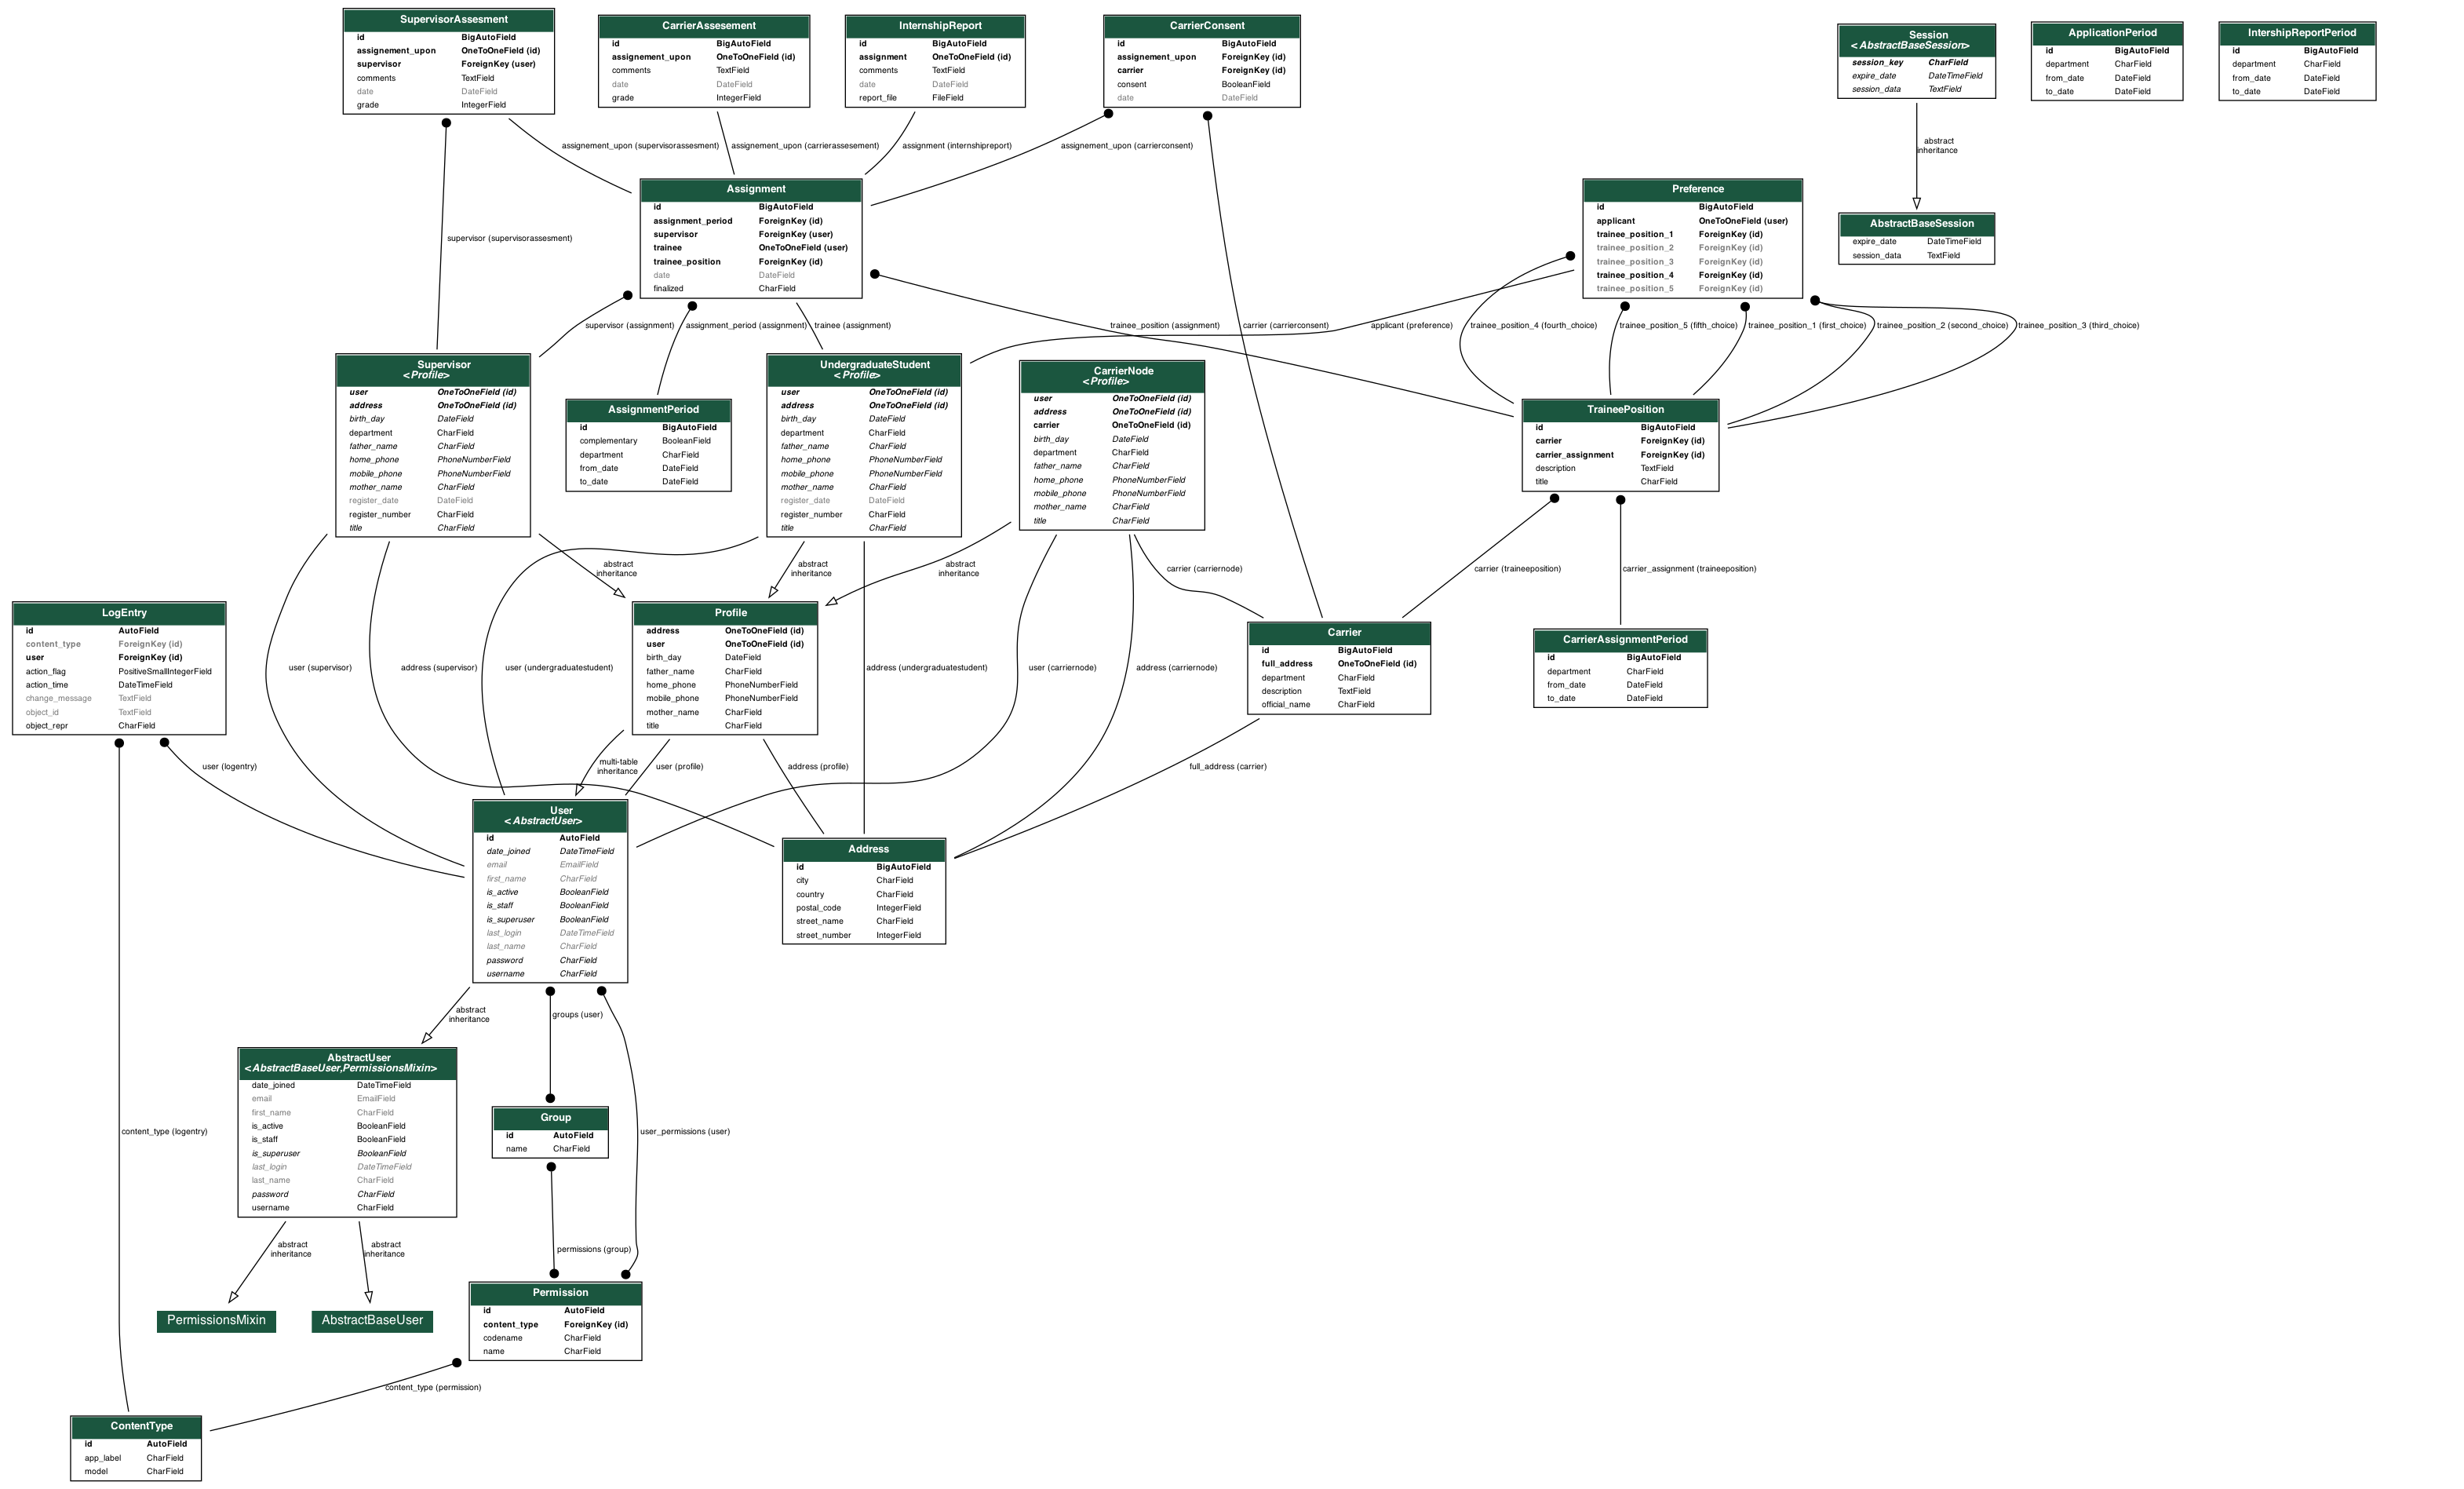 SupervisorAssesment
id BigAutoField
assignement_upon OneToOneField (id)
supervisor ForeignKey (user)
comments TextField
date DateField
grade IntegerField
CarrierAssesement
id BigAutoField
assignement_upon OneToOneField (id)
comments TextField
date DateField
grade IntegerField
InternshipReport
id BigAutoField
assignment OneToOneField (id)
comments TextField
date DateField
report_file FileField
CarrierConsent
id BigAutoField
assignement_upon ForeignKey (id)
carrier ForeignKey (id)
consent BooleanField
date DateField
Session
<AbstractBaseSession>
session_key CharField
expire_date DateTimeField
session_data TextField
ApplicationPeriod
id BigAutoField
department CharField
from_date DateField
to_date DateField
IntershipReportPeriod
id BigAutoField
department CharField
from_date DateField
to_date DateField
assignement_upon (supervisorassesment)
assignement_upon (carrierassesement)
assignment (internshipreport)
assignement_upon (carrierconsent)
abstract
inheritance
Assignment
id BigAutoField
assignment_period ForeignKey (id)
supervisor ForeignKey (user)
trainee OneToOneField (user)
trainee_position ForeignKey (id)
date DateField
finalized CharField
Preference
id BigAutoField
applicant OneToOneField (user)
trainee_position_1 ForeignKey (id)
trainee_position_2 ForeignKey (id)
trainee_position_3 ForeignKey (id)
trainee_position_4 ForeignKey (id)
trainee_position_5 ForeignKey (id)
AbstractBaseSession
expire_date DateTimeField
session_data TextField
supervisor (supervisorassesment)
supervisor (assignment)
assignment_period (assignment)
trainee (assignment)
trainee_position (assignment)
carrier (carrierconsent)
applicant (preference)
trainee_position_4 (fourth_choice)
trainee_position_5 (fifth_choice)
trainee_position_1 (first_choice)
trainee_position_2 (second_choice)
trainee_position_3 (third_choice)
Supervisor
<Profile>
user OneToOneField (id)
address OneToOneField (id)
birth_day DateField
department CharField
father_name CharField
home_phone PhoneNumberField
mobile_phone PhoneNumberField
mother_name CharField
register_date DateField
register_number CharField
title CharField
AssignmentPeriod
id BigAutoField
complementary BooleanField
department CharField
from_date DateField
to_date DateField
UndergraduateStudent
<Profile>
user OneToOneField (id)
address OneToOneField (id)
birth_day DateField
department CharField
father_name CharField
home_phone PhoneNumberField
mobile_phone PhoneNumberField
mother_name CharField
register_date DateField
register_number CharField
title CharField
CarrierNode
<Profile>
user OneToOneField (id)
address OneToOneField (id)
carrier OneToOneField (id)
birth_day DateField
department CharField
father_name CharField
home_phone PhoneNumberField
mobile_phone PhoneNumberField
mother_name CharField
title CharField
TraineePosition
id BigAutoField
carrier ForeignKey (id)
carrier_assignment ForeignKey (id)
description TextField
title CharField
abstract
inheritance
abstract
inheritance
abstract
inheritance
carrier (carriernode)
carrier (traineeposition)
carrier_assignment (traineeposition)
LogEntry
id AutoField
content_type ForeignKey (id)
user ForeignKey (id)
action_flag PositiveSmallIntegerField
action_time DateTimeField
change_message TextField
object_id TextField
object_repr CharField
user (supervisor)
address (supervisor)
user (undergraduatestudent)
Profile
address OneToOneField (id)
user OneToOneField (id)
birth_day DateField
father_name CharField
home_phone PhoneNumberField
mobile_phone PhoneNumberField
mother_name CharField
title CharField
address (undergraduatestudent)
user (carriernode)
address (carriernode)
Carrier
id BigAutoField
full_address OneToOneField (id)
department CharField
description TextField
official_name CharField
CarrierAssignmentPeriod
id BigAutoField
department CharField
from_date DateField
to_date DateField
user (logentry)
multi-table
inheritance
user (profile)
address (profile)
full_address (carrier)
User
<AbstractUser>
id AutoField
date_joined DateTimeField
email EmailField
first_name CharField
is_active BooleanField
is_staff BooleanField
is_superuser BooleanField
last_login DateTimeField
last_name CharField
password CharField
username CharField
Address
id BigAutoField
city CharField
country CharField
postal_code IntegerField
street_name CharField
street_number IntegerField
abstract
inheritance
groups (user)
AbstractUser
<AbstractBaseUser,PermissionsMixin>
date_joined DateTimeField
email EmailField
first_name CharField
is_active BooleanField
is_staff BooleanField
is_superuser BooleanField
last_login DateTimeField
last_name CharField
password CharField
username CharField
Group
id AutoField
name CharField
content_type (logentry)
user_permissions (user)
abstract
inheritance
abstract
inheritance
permissions (group)
PermissionsMixin
AbstractBaseUser
Permission
id AutoField
content_type ForeignKey (id)
codename CharField
name CharField
content_type (permission)
ContentType
id AutoField
app_label CharField
model CharField